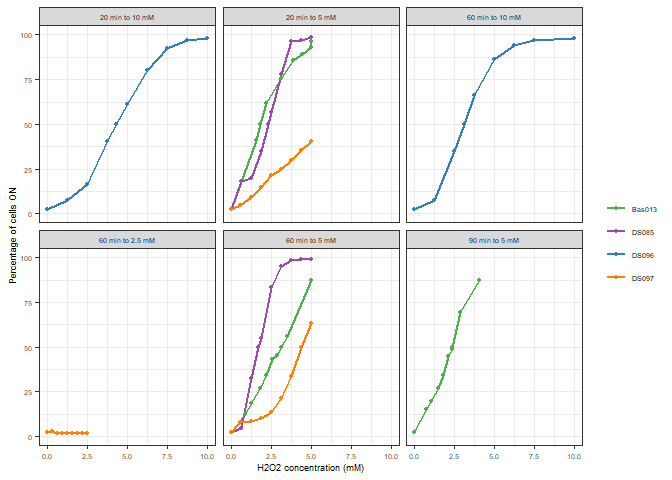 20 min to 10 mM
20 min to 5 mM
60 min to 10 mM
100
75
50
25
0
Percentage of cells ON
60 min to 2.5 mM
60 min to 5 mM
90 min to 5 mM
100
75
50
25
0
0.0 2.5 5.0 7.5 10.0
0.0 2.5 5.0 7.5 10.0
0.0 2.5 5.0 7.5 10.0
H2O2 concentration (mM)
Bas013
DS085
DS096
DS097